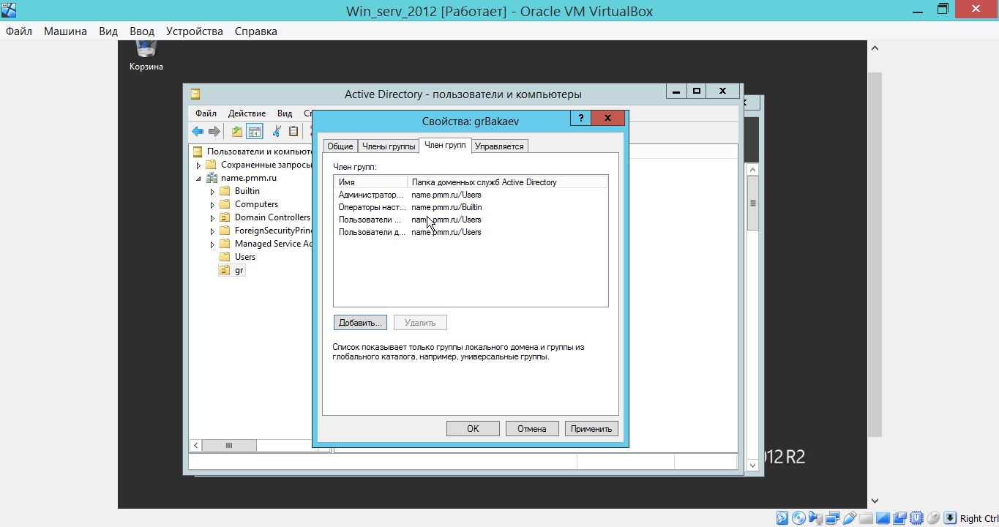 Win_serv_2012 [Работает] - Oracle VM VirtualBox
Файл Машина Вид Ввод Устройства Справка
Корзина
Active Directory - пользователи и компьютеры
Файл Действие Вид
Пользователи и компьют
Сохраненные запросы
name.pmm.ru
Builtin
Computers
Domain Controllers
ForeignSecurityPrinc
Managed Service Ac
Users
gr
Свойства: grBakaev
?
Общие Члены группы Член групп Управляется
Член групп:
Имя Папка доменных служб Active Directory
Администратор... name.pmm.ru/Users
Операторы наст... name.pmm.ru/Builtin
Пользователи ... name.pmm.ru/Users
Пользователи д... name.pmm.ru/Users
Добавить... Удалить
Список показывает только группы локального домена и группы из
глобального каталога, например, универсальные группы.
OK Отмена Применить
012 R2
Right Ctrl